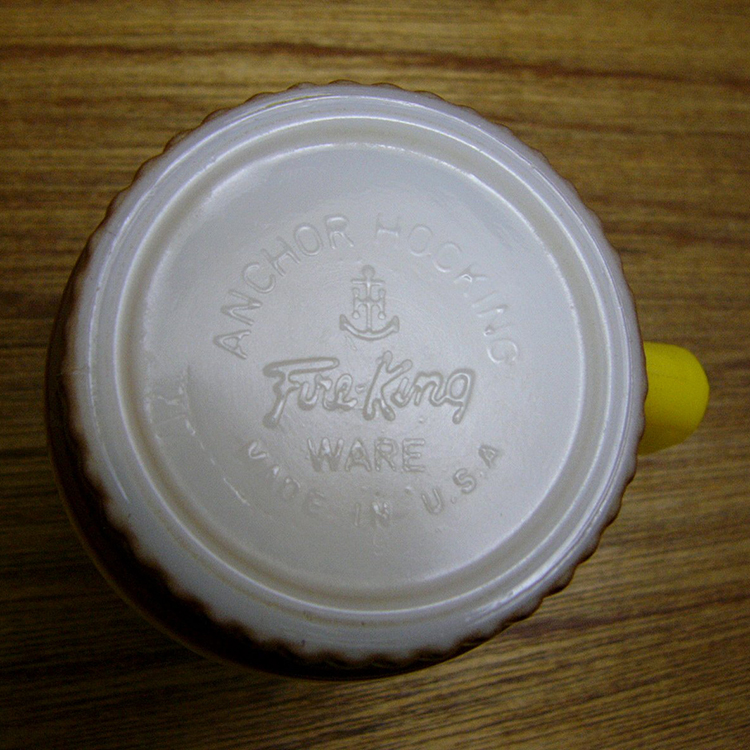 ANCHOR HOCKING
Fire-King
WARE
MADE IN U.S.A